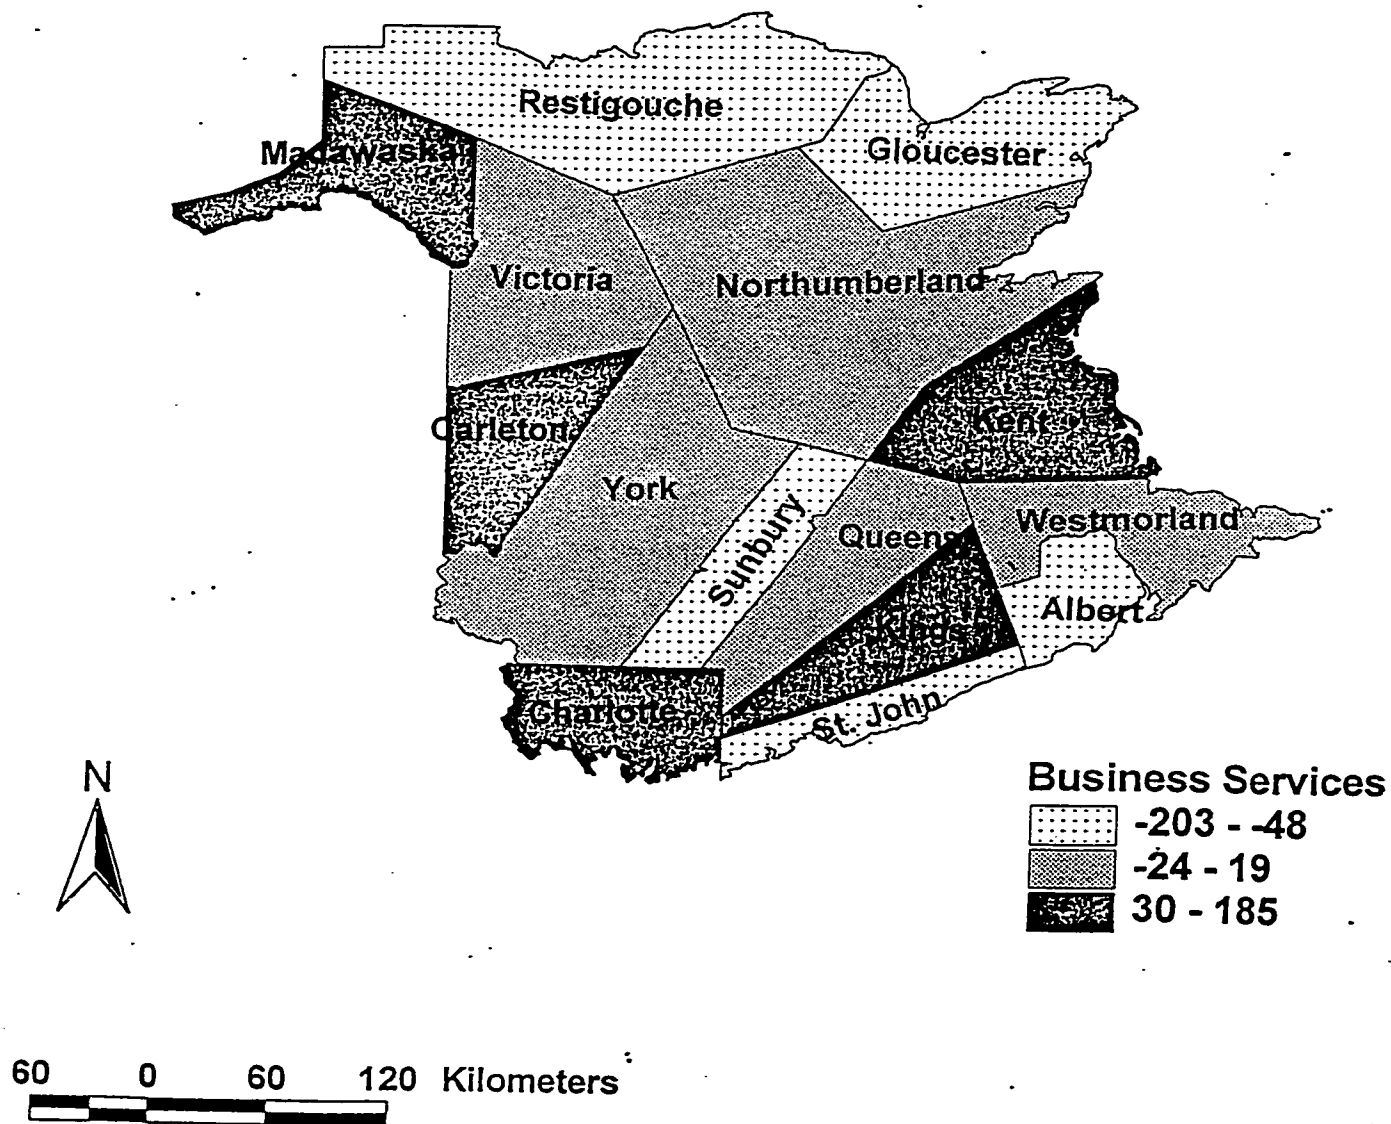 Restigouche
Madawaska
Gloucester
Victoria
Northumberland
Carleton
Kent
York
Sunbury
Queens
Westmorland
Albert
Kings
Charlotte
St. John
N
Business Services
-203 - -48
-24 - 19
30 - 185
60 0 60 120 Kilometers